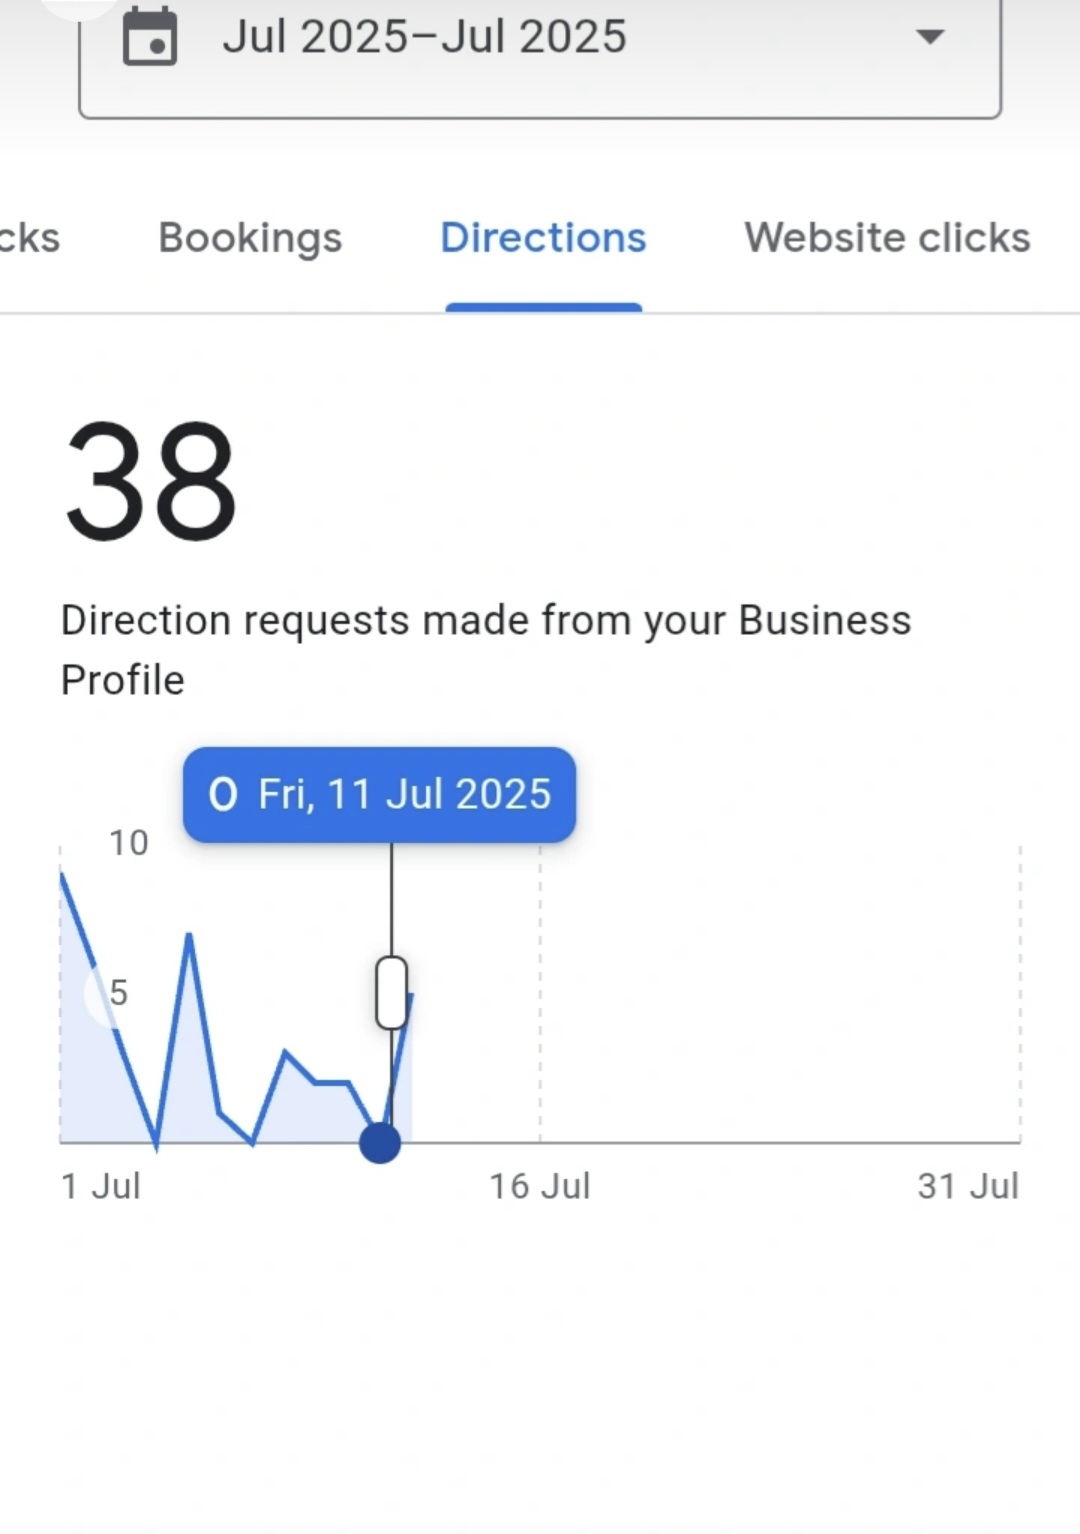 Jul 2025–Jul 2025
cks Bookings Directions Website clicks
38
Direction requests made from your Business
Profile
0 Fri, 11 Jul 2025
10
5
1 Jul 16 Jul 31 Jul